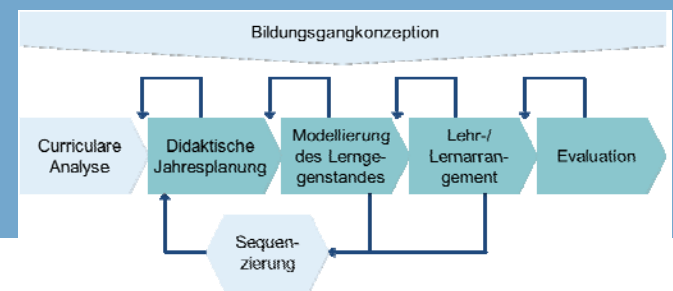 Bildungsgangkonzeption
Curriculare
Analyse
Didaktische
Jahresplanung
Modellierung
des Lernge-
genstandes
Lehr-/
Lernarran-
gement
Evaluation
Sequen-
zierung